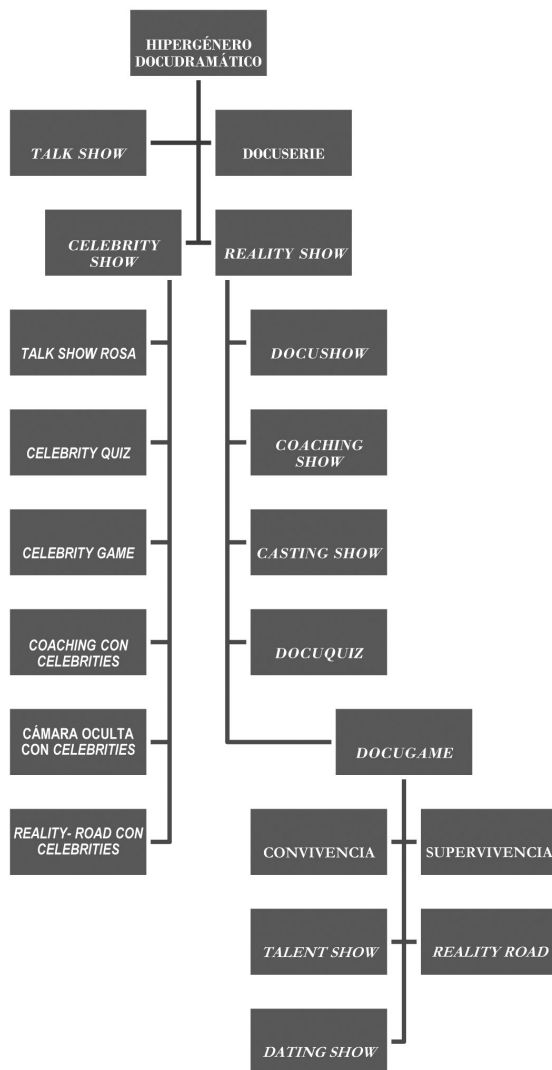 HIPERGÉNERO
DOCUDRAMÁTICO
TALK SHOW
DOCUSERIE
CELEBRITY
SHOW
REALITY SHOW
TALK SHOW ROSA
DOCUSHOW
CELEBRITY QUIZ
COACHING
SHOW
CELEBRITY GAME
CASTING SHOW
COACHING CON
CELEBRITIES
DOCUQUIZ
CÁMARA OCULTA
CON CELEBRITIES
DOCUGAME
REALITY- ROAD CON
CELEBRITIES
CONVIVENCIA
SUPERVIVENCIA
TALENT SHOW
REALITY ROAD
DATING SHOW